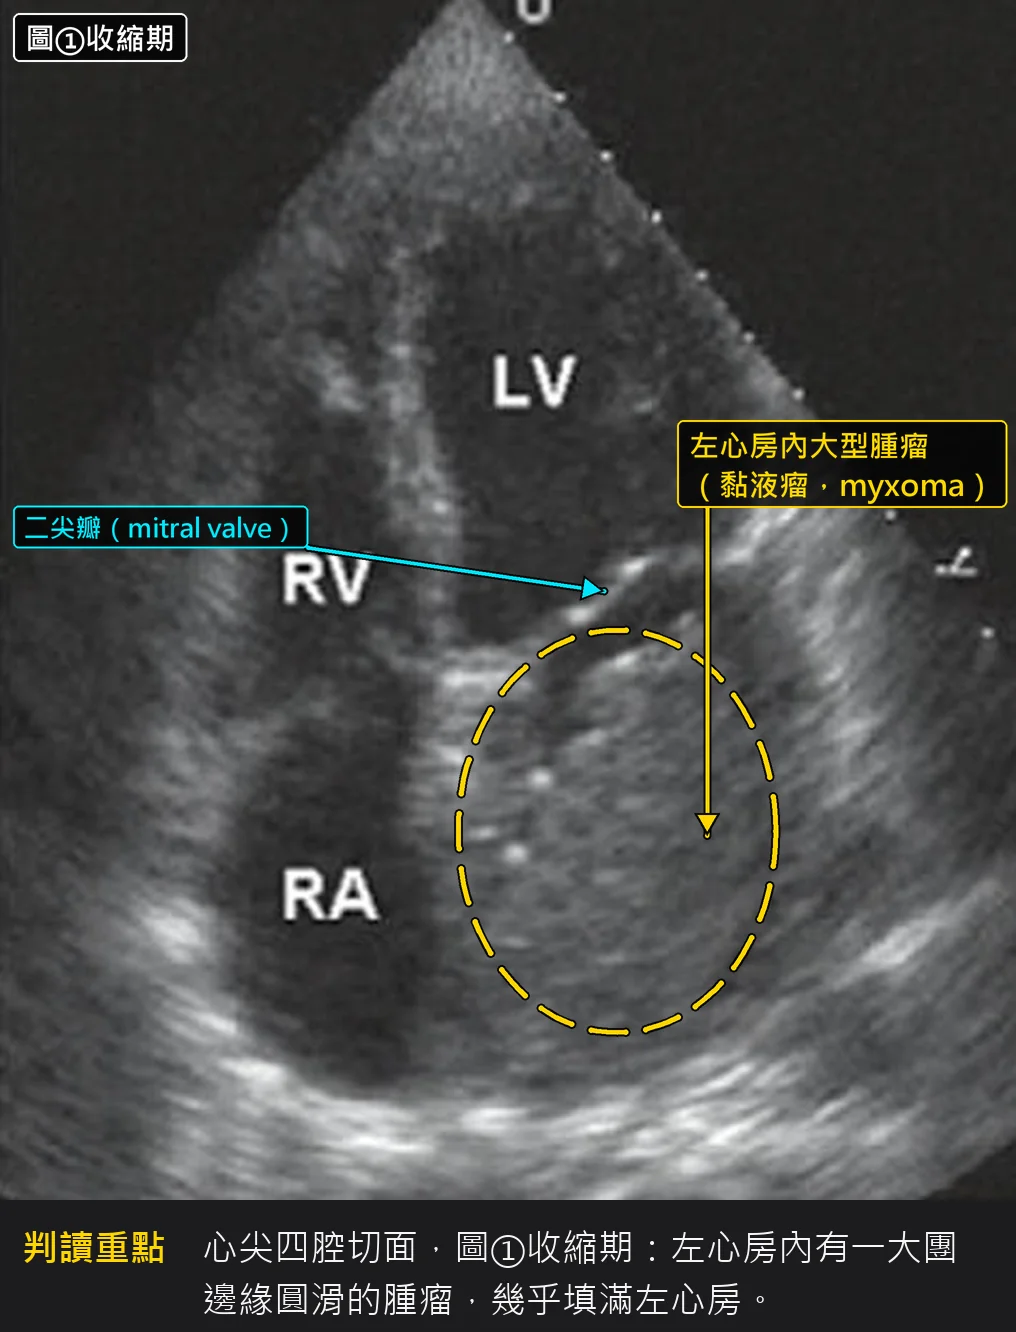 圖①收縮期
LV
左心房內大型腫瘤
（黏液瘤，myxoma）
二尖瓣（mitral valve）
RV
RA
判讀重點
心尖四腔切面，圖①收縮期：左心房內有一大團
邊緣圓滑的腫瘤，幾乎填滿左心房。